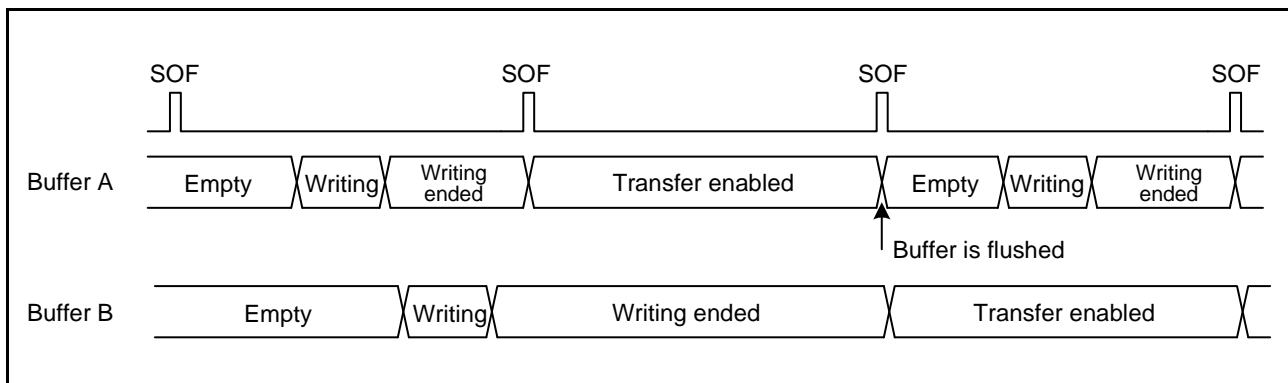 SOF SOF SOF SOF
Buffer A Empty Writing Writing ended Transfer enabled Empty Writing Writing ended
Buffer is flushed
Buffer B Empty Writing Writing ended Transfer enabled